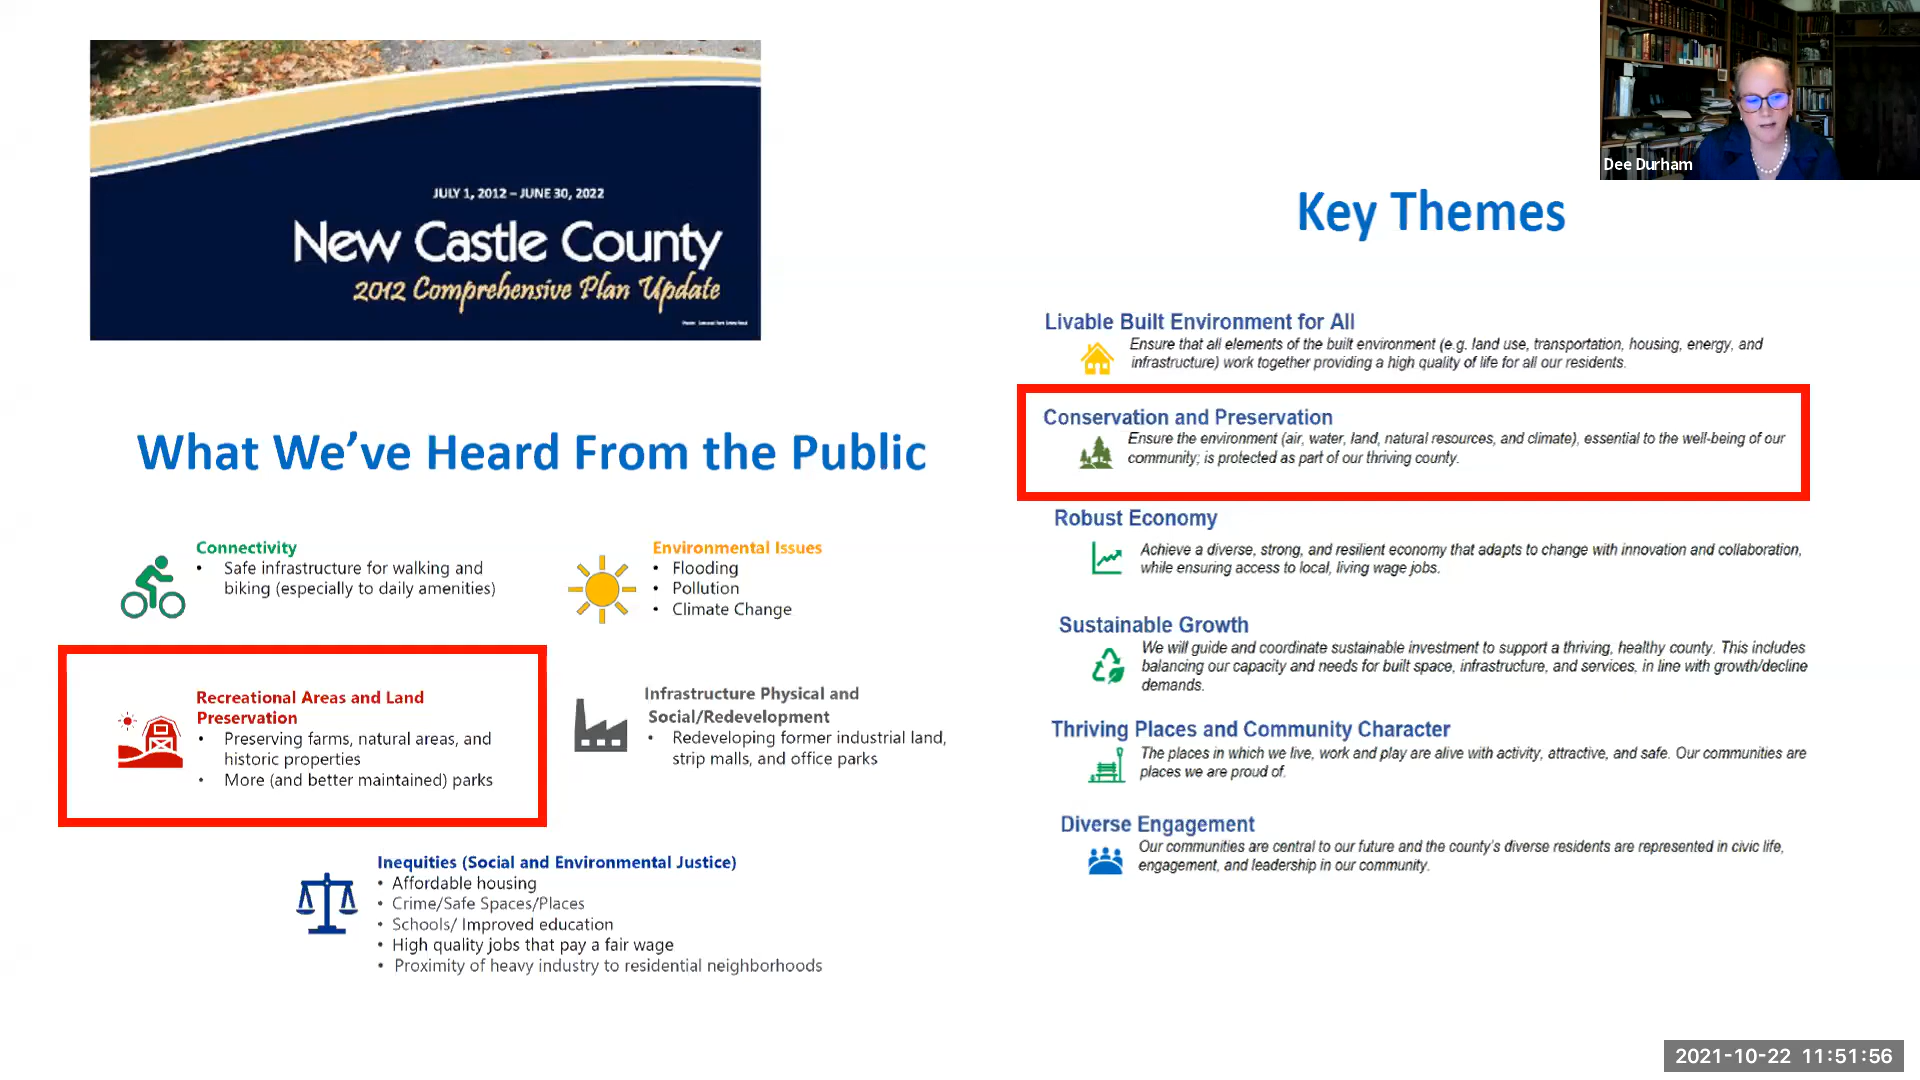 JULY 1, 2012 – JUNE 30, 2022
New Castle County
2012 Comprehensive Plan Update
What We’ve Heard From the Public
Connectivity
• Safe infrastructure for walking and
biking (especially to daily amenities)
Environmental Issues
• Flooding
• Pollution
• Climate Change
Recreational Areas and Land
Preservation
• Preserving farms, natural areas, and
historic properties
• More (and better maintained) parks
Infrastructure Physical and
Social/Redevelopment
• Redeveloping former industrial land,
strip malls, and office parks
Inequities (Social and Environmental Justice)
• Affordable housing
• Crime/Safe Spaces/Places
• Schools/ Improved education
• High quality jobs that pay a fair wage
• Proximity of heavy industry to residential neighborhoods
Dee Durham
Key Themes
Livable Built Environment for All
Ensure that all elements of the built environment (e.g. land use, transportation, housing, energy, and
infrastructure) work together providing a high quality of life for all our residents.
Conservation and Preservation
Ensure the environment (air, water, land, natural resources, and climate), essential to the well-being of our
community; is protected as part of our thriving county.
Robust Economy
Achieve a diverse, strong, and resilient economy that adapts to change with innovation and collaboration,
while ensuring access to local, living wage jobs.
Sustainable Growth
We will guide and coordinate sustainable investment to support a thriving, healthy county. This includes
balancing our capacity and needs for built space, infrastructure, and services, in line with growth/decline
demands.
Thriving Places and Community Character
The places in which we live, work and play are alive with activity, attractive, and safe. Our communities are
places we are proud of.
Diverse Engagement
Our communities are central to our future and the county's diverse residents are represented in civic life,
engagement, and leadership in our community.
2021-10-22 11:51:56